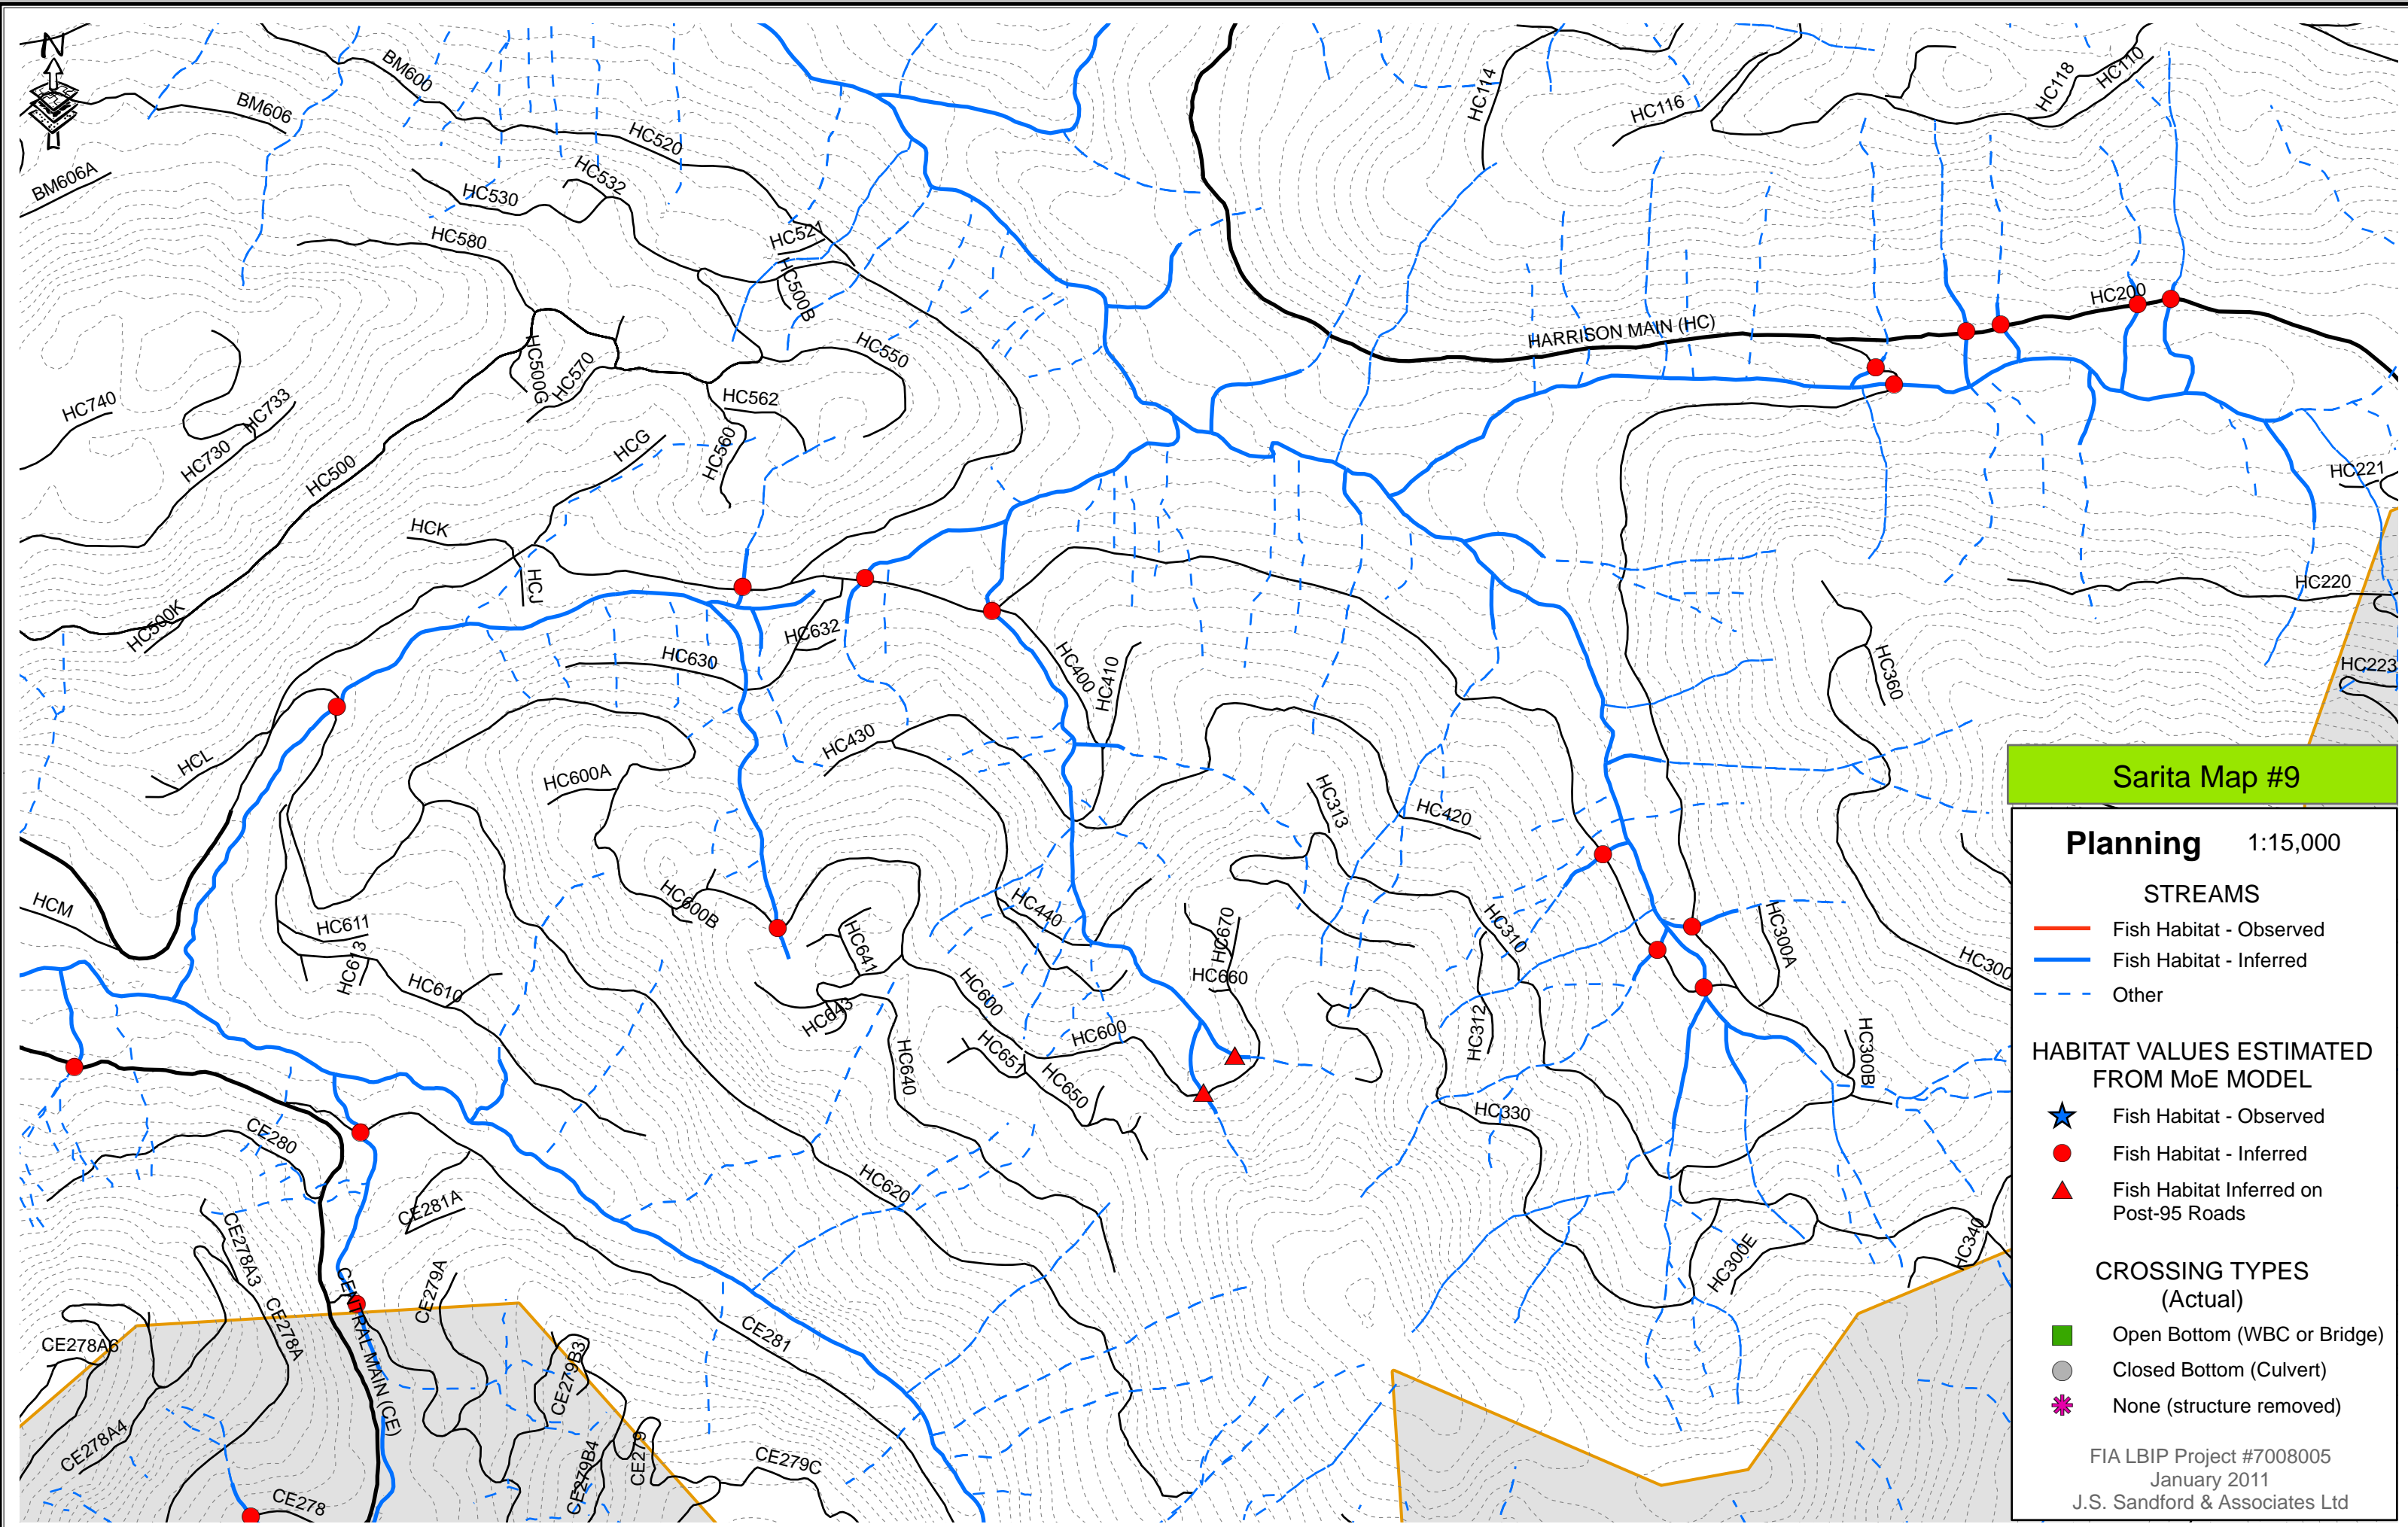 N
BM600
BM606
BM606A
HC520
HC532
HC530
HC580
HC521
HC500B
HC550
HC500G
HC570
HC562
HC560
HC740
HC733
HC730
HC500
HCG
HCK
HCJ
HC500K
HC114
HC116
HC118
HC110
HARRISON MAIN (HC)
HC200
HC221
HC220
HC223
HC632
HC630
HC400
HC410
HC360
HCL
HC430
HC600A
HC313
HC420
HCM
HC611
HC613
HC610
HC600B
HC641
HC643
HC440
HC670
HC660
HC310
HC300A
HC300
HC600
HC600
HC651
HC650
HC640
HC312
HC300B
HC330
HC620
HC300E
HC340
CE280
CE281A
CE278A3
CE278A
CE279A
CENTRAL MAIN (CE)
CE278A6
CE278A4
CE278
CE281
CE279B3
CE279B4
CE279
CE279C
Sarita Map #9
Planning 1:15,000
STREAMS
Fish Habitat - Observed
Fish Habitat - Inferred
Other
HABITAT VALUES ESTIMATED
FROM MoE MODEL
Fish Habitat - Observed
Fish Habitat - Inferred
Fish Habitat Inferred on
Post-95 Roads
CROSSING TYPES
(Actual)
Open Bottom (WBC or Bridge)
Closed Bottom (Culvert)
None (structure removed)
FIA LBIP Project #7008005
January 2011
J.S. Sandford & Associates Ltd